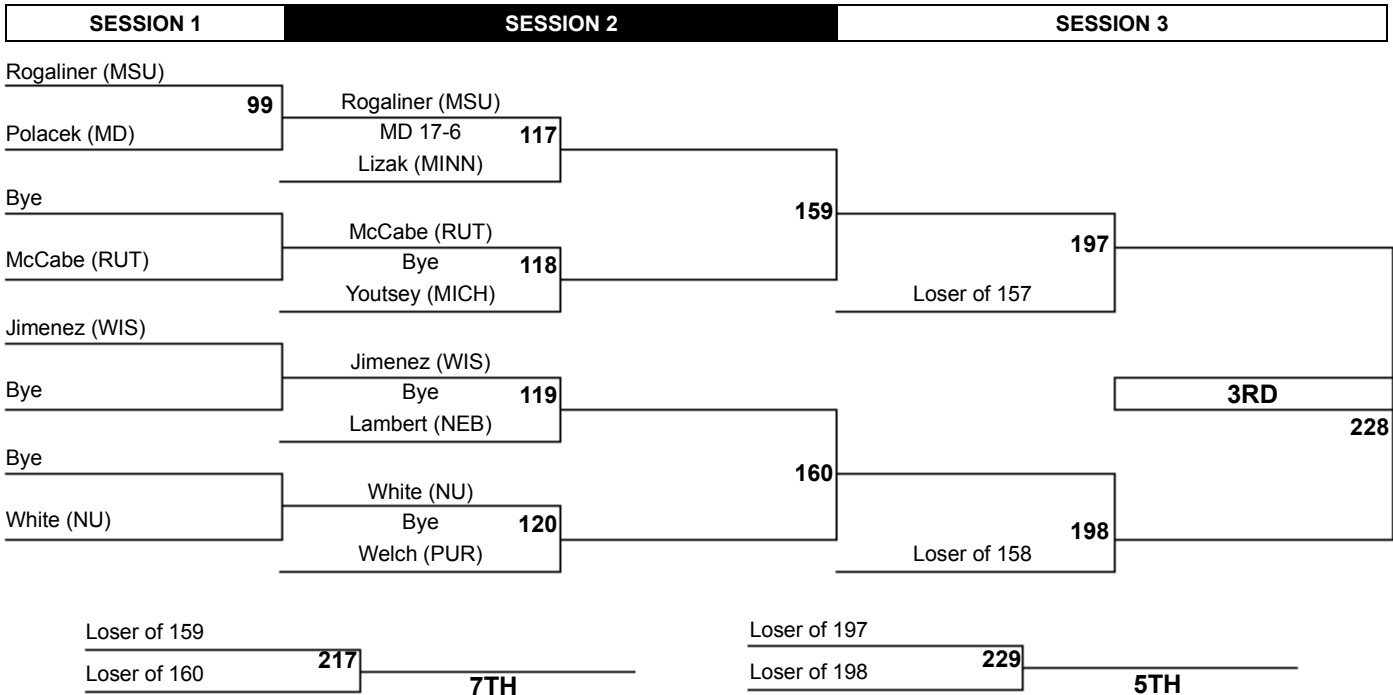 SESSION 1
SESSION 2
SESSION 3
Rogaliner (MSU)
99
Polacek (MD)
Bye
McCabe (RUT)
Jimenez (WIS)
Bye
Bye
White (NU)
Rogaliner (MSU)
MD 17-6
117
Lizak (MINN)
McCabe (RUT)
Bye
118
Youtsey (MICH)
Jimenez (WIS)
Bye
119
Lambert (NEB)
White (NU)
Bye
120
Welch (PUR)
159
160
197
Loser of 157
198
Loser of 158
3RD
228
Loser of 159
217
Loser of 160
7TH
Loser of 197
229
Loser of 198
5TH